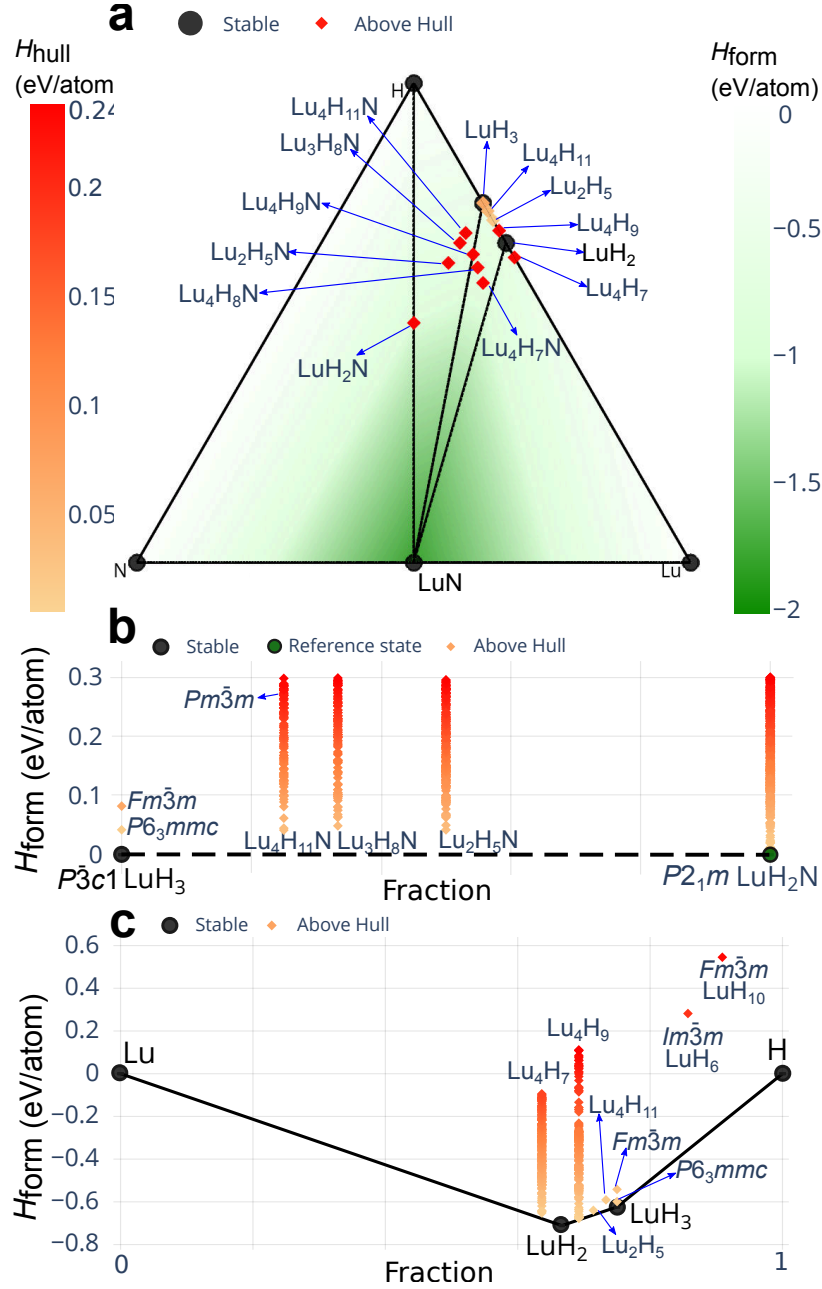 a
Stable
Above Hull
Hhull
(eV/atom)
0.24
0.2
0.15
0.1
0.05
Hform
(eV/atom)
0
−0.5
−1
−1.5
−2
H
Lu₄H₁₁N
Lu₃H₈N
Lu₄H₉N
Lu₂H₅N
Lu₄H₈N
LuH₂N
LuH₃
Lu₄H₁₁
Lu₂H₅
Lu₄H₉
LuH₂
Lu₄H₇
Lu₄H₇N
N
LuN
Lu
b
Stable
Reference state
Above Hull
Hform (eV/atom)
0.3
0.2
0.1
0
Pm3̄m
Fm3̄m
P6₃mmc
Lu₄H₁₁N
Lu₃H₈N
Lu₂H₅N
P3̄c1 LuH₃
Fraction
P2₁m LuH₂N
c
Stable
Above Hull
Hform (eV/atom)
0.6
0.4
0.2
0
−0.2
−0.4
−0.6
−0.8
Lu
Fm3̄m
LuH₁₀
Im3̄m
LuH₆
H
Lu₄H₉
Lu₄H₇
Lu₄H₁₁
Fm3̄m
P6₃mmc
LuH₃
LuH₂
Lu₂H₅
0
Fraction
1